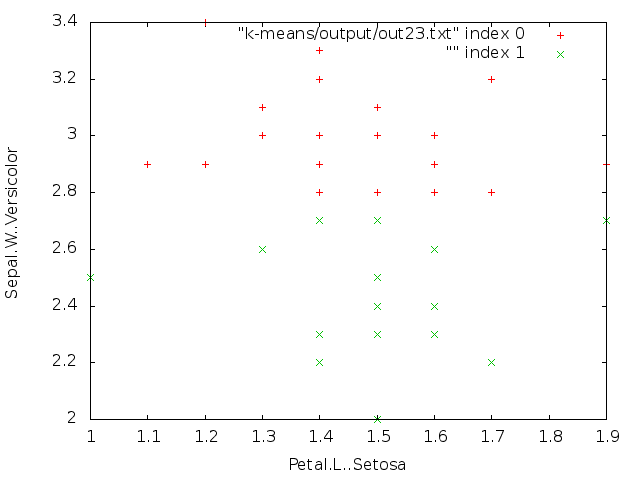 "k-means/output/out23.txt" index 0
"" index 1
3.4
3.2
3
2.8
2.6
2.4
2.2
2
Sepal.W..Versicolor
1 1.1 1.2 1.3 1.4 1.5 1.6 1.7 1.8 1.9
Petal.L..Setosa